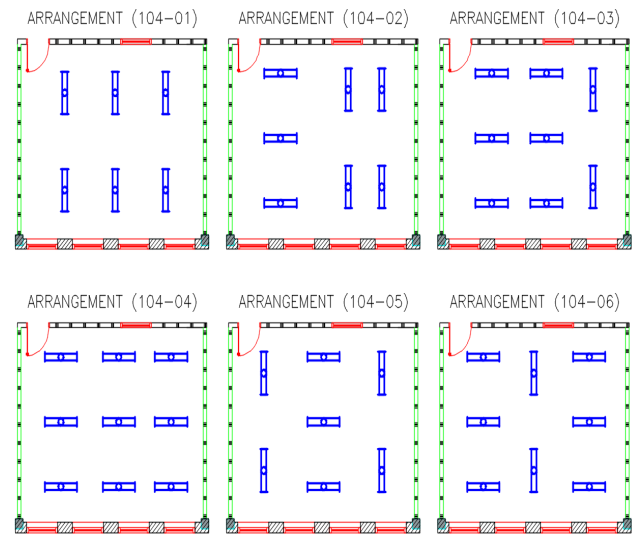 ARRANGEMENT (104-01)
ARRANGEMENT (104-02)
ARRANGEMENT (104-03)
ARRANGEMENT (104-04)
ARRANGEMENT (104-05)
ARRANGEMENT (104-06)